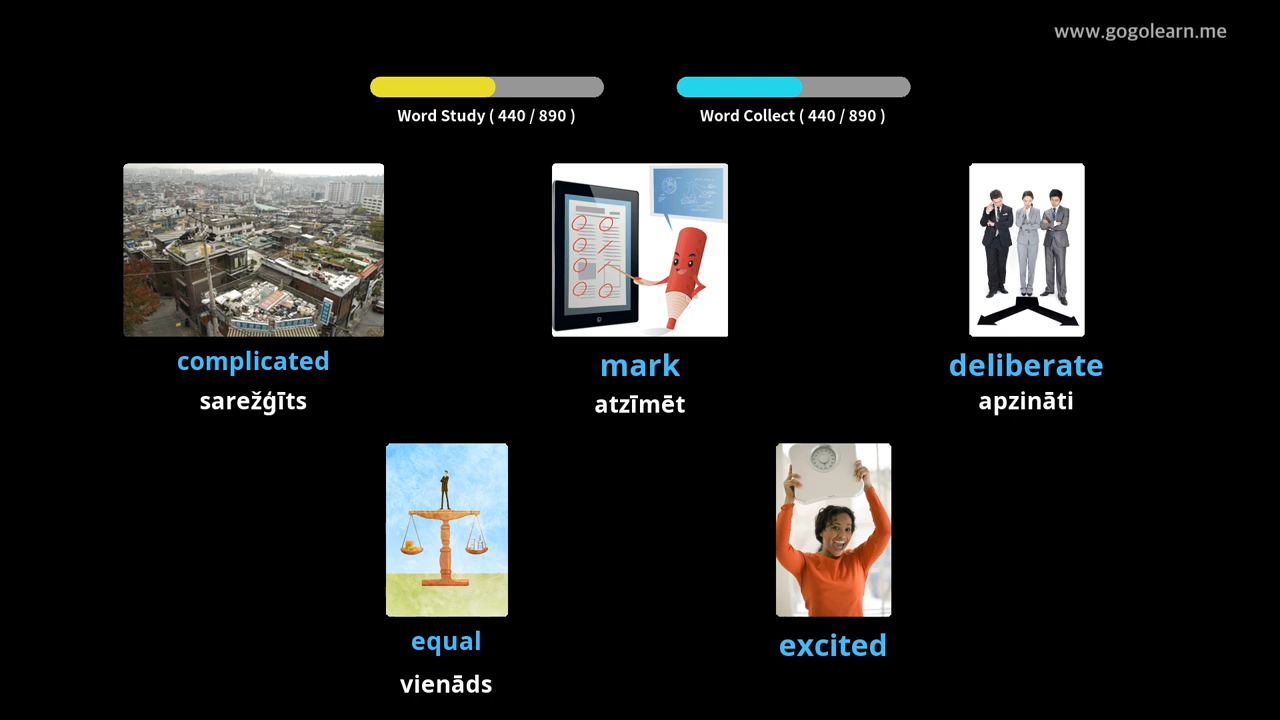 www.gogolearn.me
Word Study ( 440 / 890 )
Word Collect ( 440 / 890 )
complicated
sarežģīts
mark
atzīmēt
deliberate
apzināti
equal
vienāds
excited